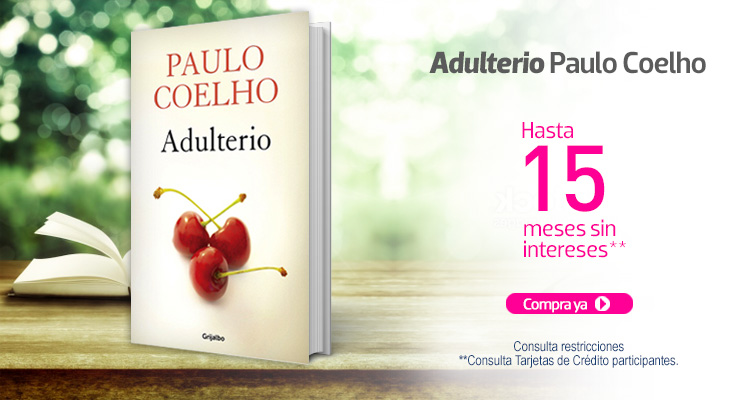 PAULO
COELHO
Adulterio
Grijalbo
Adulterio Paulo Coelho
Hasta
15
meses sin
intereses**
Compra ya
Consulta restricciones
**Consulta Tarjetas de Crédito participantes.